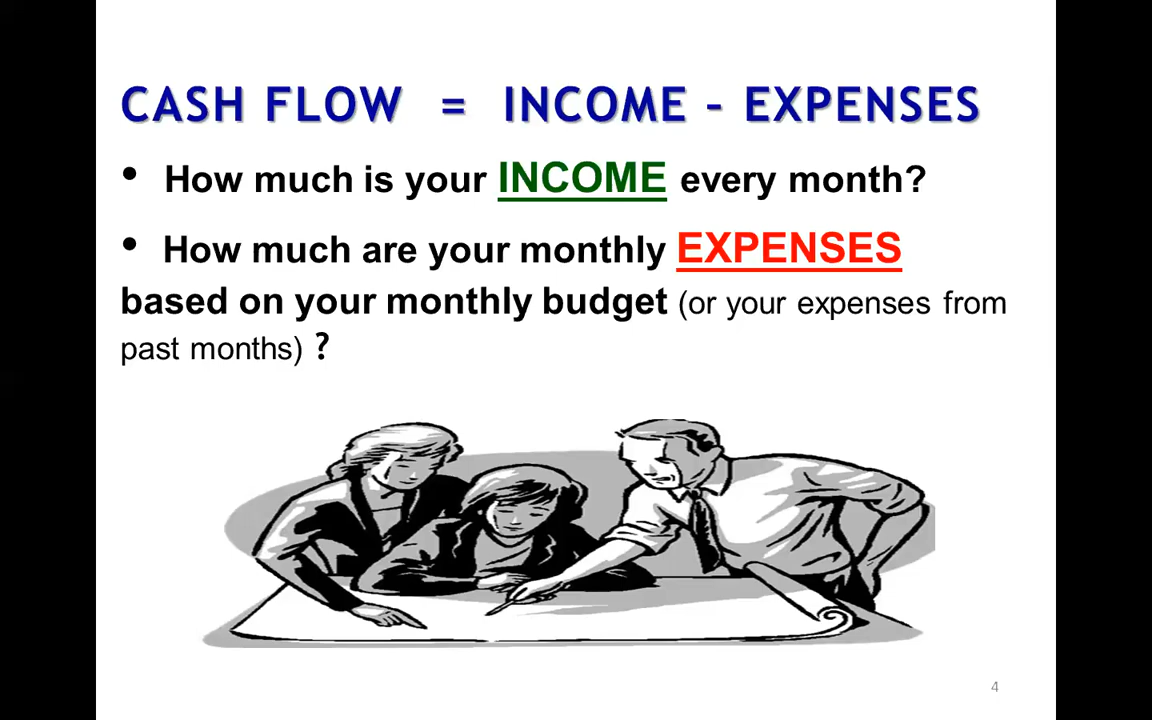 CASH FLOW = INCOME – EXPENSES
• How much is your INCOME every month?
• How much are your monthly EXPENSES
based on your monthly budget (or your expenses from
past months) ?
4